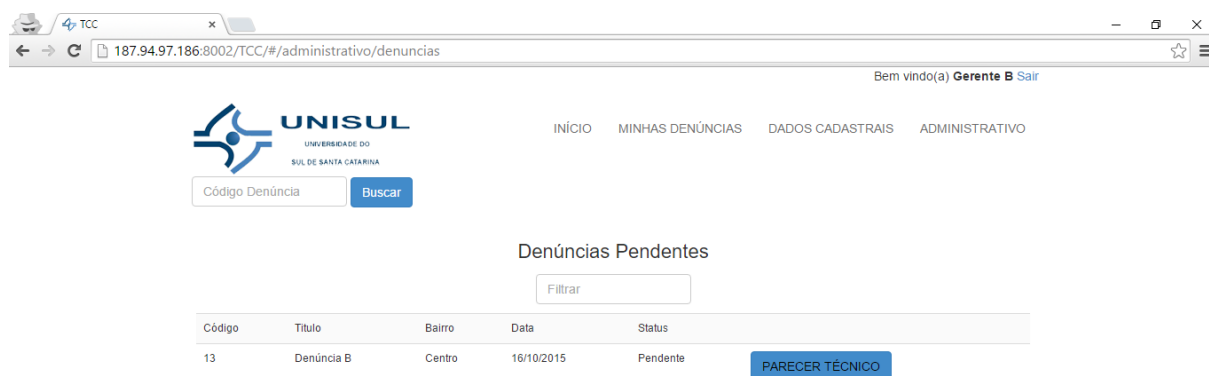 TCC
187.94.97.186:8002/TCC/#/administrativo/denuncias
Bem vindo(a) Gerente B Sair
UNISUL
UNIVERSIDADE DO
SUL DE SANTA CATARINA
INÍCIO MINHAS DENÚNCIAS DADOS CADASTRAIS ADMINISTRATIVO
Código Denúncia Buscar
Denúncias Pendentes
Filtrar
Código Titulo Bairro Data Status
13 Denúncia B Centro 16/10/2015 Pendente PARECER TÉCNICO